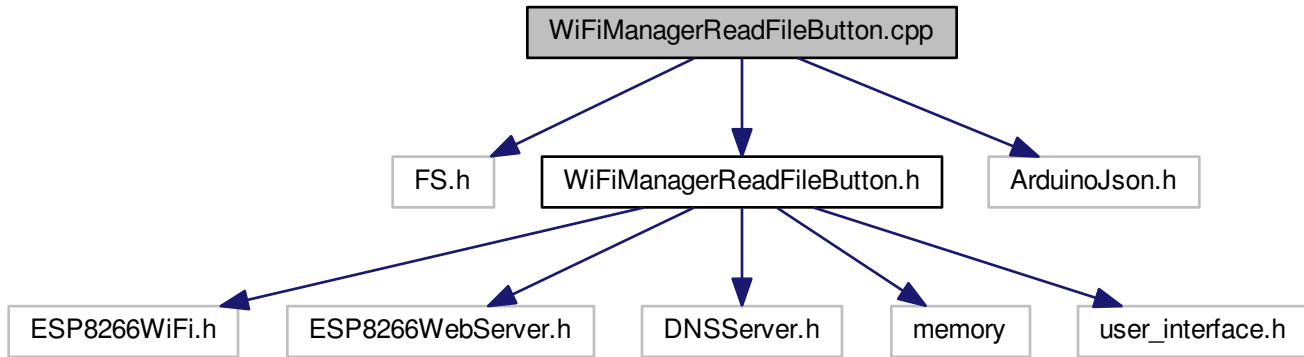 WiFiManagerReadFileButton.cpp
FS.h
WiFiManagerReadFileButton.h
ArduinoJson.h
ESP8266WiFi.h
ESP8266WebServer.h
DNSServer.h
memory
user_interface.h